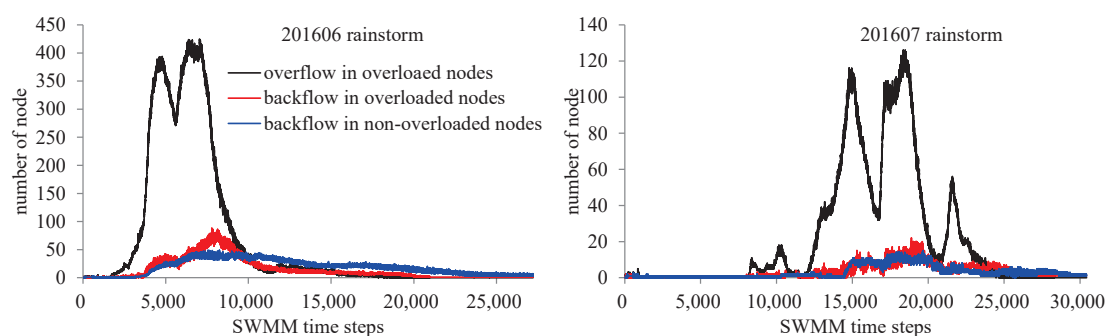 201606 rainstorm
overflow in overloaed nodes
backflow in overloaded nodes
backflow in non-overloaded nodes
number of node
450
400
350
300
250
200
150
100
50
0
0 5,000 10,000 15,000 20,000 25,000
SWMM time steps
201607 rainstorm
number of node
140
120
100
80
60
40
20
0
0 5,000 10,000 15,000 20,000 25,000 30,000
SWMM time steps